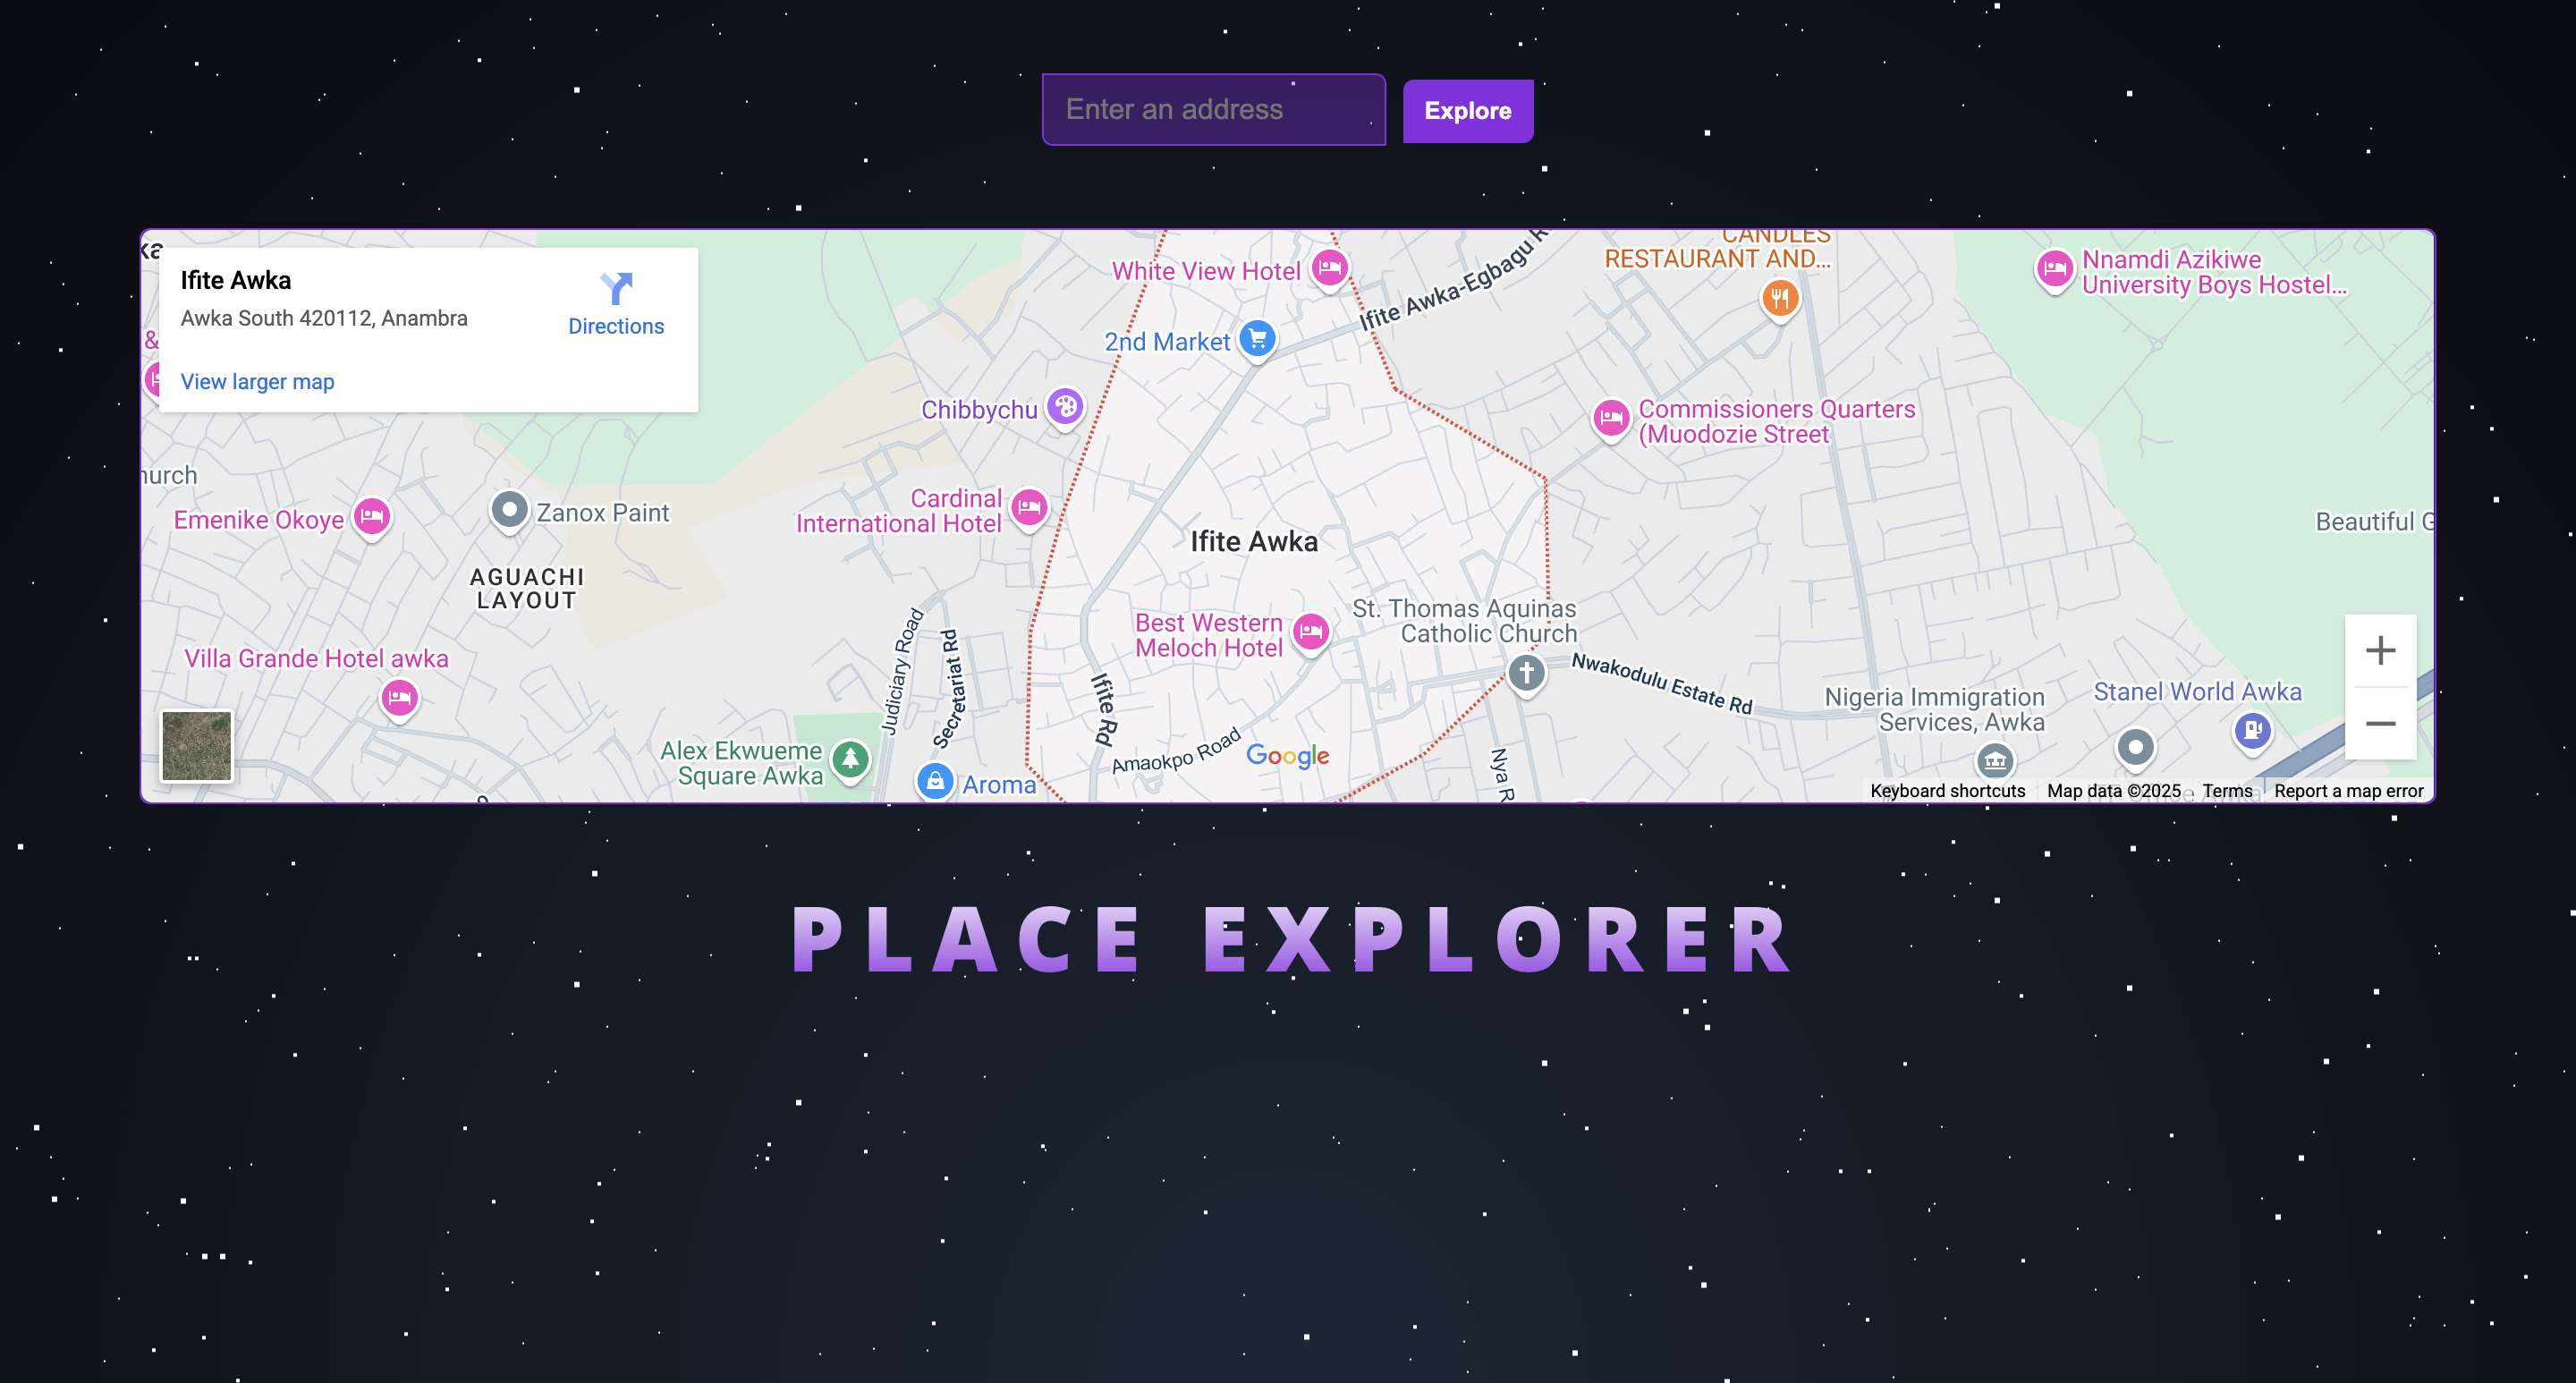 Enter an address
Explore
Ifite Awka
Awka South 420112, Anambra
Directions
View larger map
&
White View Hotel
Ifite Awka-Egbagu R
CANDLES
RESTAURANT AND...
Nnamdi Azikiwe
University Boys Hostel...
2nd Market
Chibbychu
Commissioners Quarters
(Muodozie Street
Emenike Okoye
Zanox Paint
Cardinal
International Hotel
Ifite Awka
Beautiful
AGUACHI
LAYOUT
Judiciary Road
Secretariat Rd
Best Western
Meloch Hotel
St. Thomas Aquinas
Catholic Church
Villa Grande Hotel awka
Ifite Rd
Nwakodulu Estate Rd
Nigeria Immigration
Services, Awka
Stanel World Awka
Alex Ekwueme
Square Awka
Aroma
Amaokpo Road
Google
Nya R
Keyboard shortcuts
Map data ©2025
Terms
Report a map error
PLACE EXPLORER